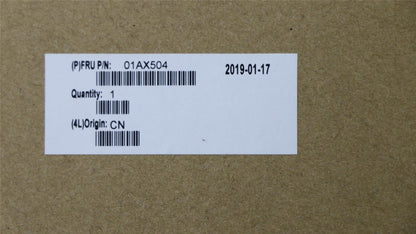 (P)FRU P/N: 01AX504 2019-01-17
Quantity: 1
(4L)Origin: CN